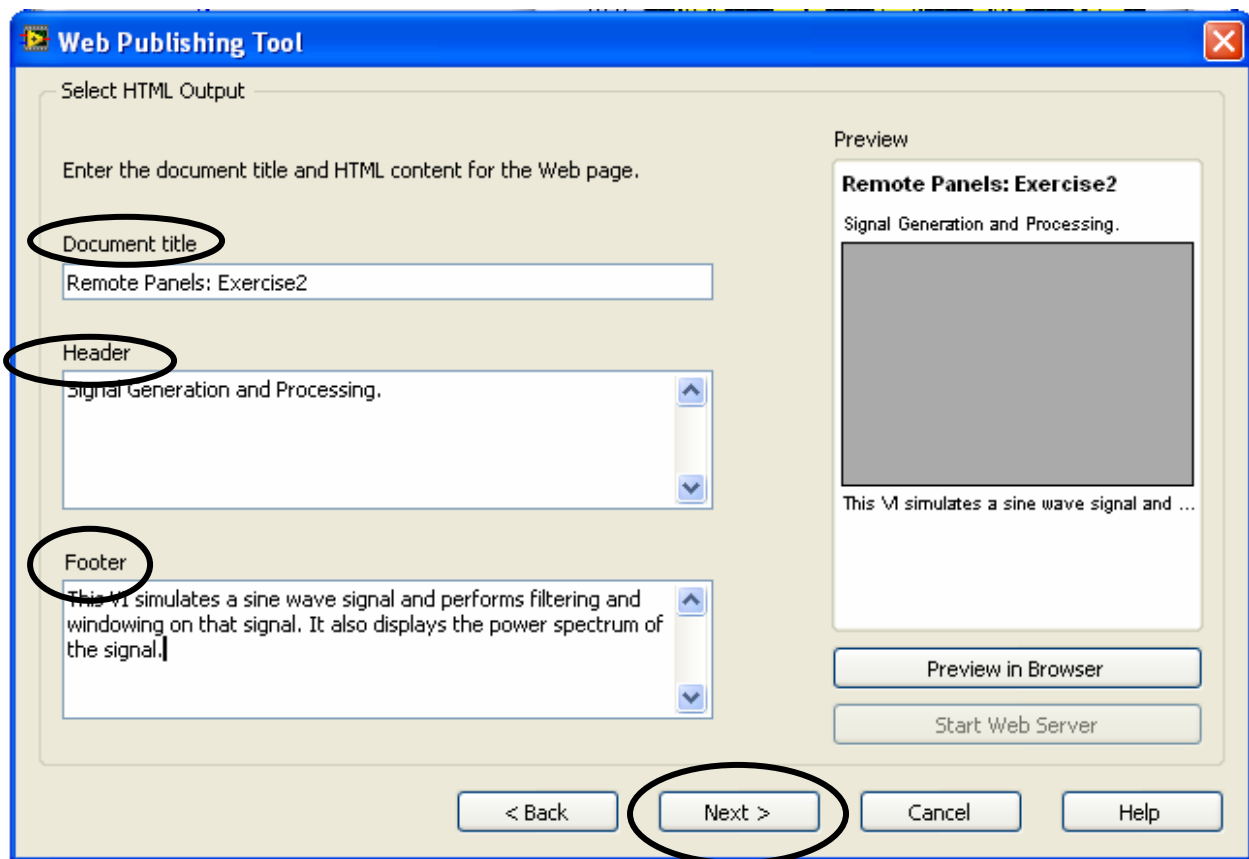 Web Publishing Tool
Select HTML Output
Enter the document title and HTML content for the Web page.
Document title
Remote Panels: Exercise2
Header
Signal Generation and Processing.
Footer
This VI simulates a sine wave signal and performs filtering and
windowing on that signal. It also displays the power spectrum of
the signal.
Preview
Remote Panels: Exercise2
Signal Generation and Processing.
This VI simulates a sine wave signal and ...
Preview in Browser
Start Web Server
< Back
Next >
Cancel
Help